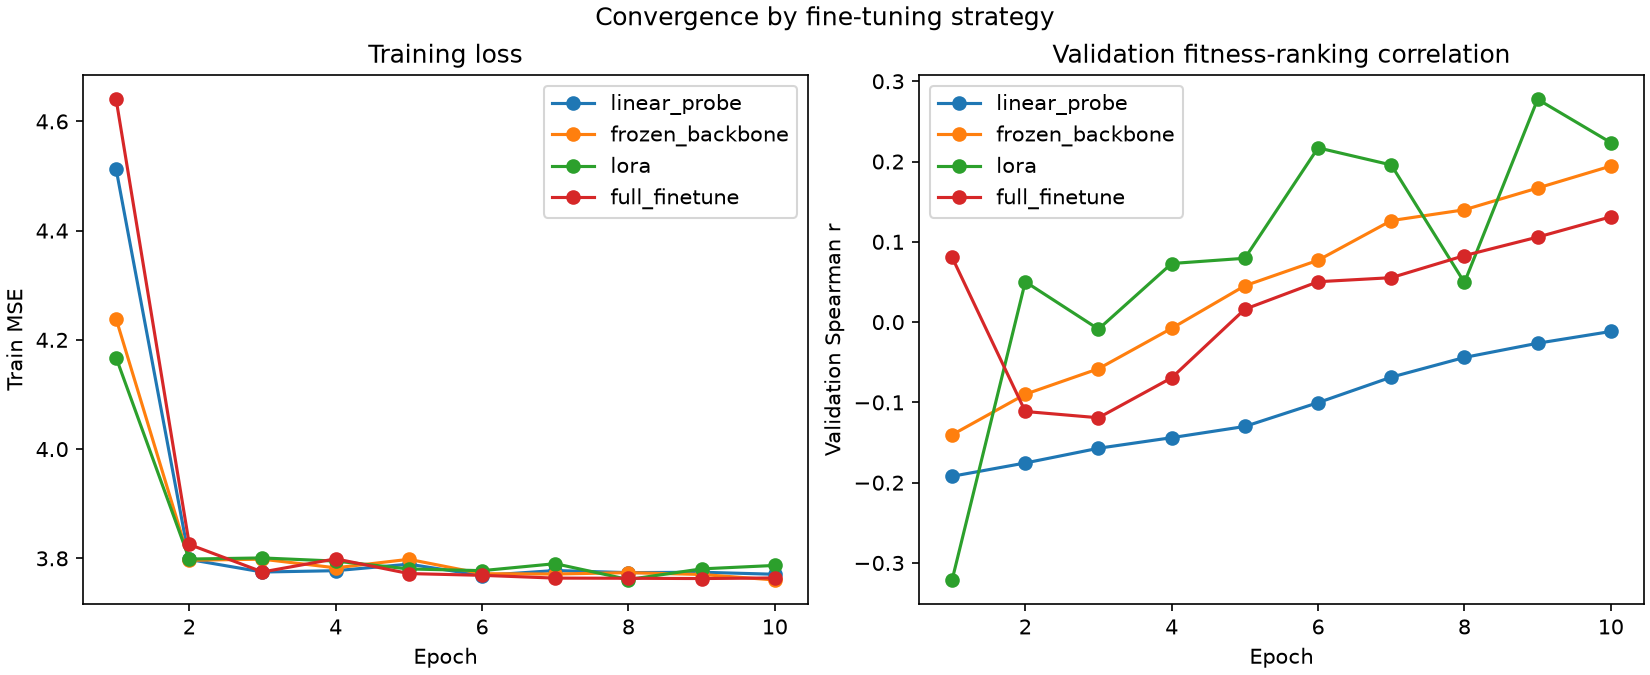 Convergence by fine-tuning strategy
Training loss
Train MSE
4.6
4.4
4.2
4.0
3.8
2
4
6
8
10
Epoch
linear_probe
frozen_backbone
lora
full_finetune
Validation fitness-ranking correlation
Validation Spearman r
0.3
0.2
0.1
0.0
−0.1
−0.2
−0.3
2
4
6
8
10
Epoch
linear_probe
frozen_backbone
lora
full_finetune